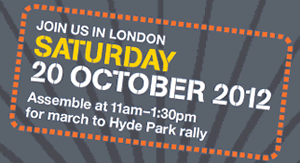 JOIN US IN LONDON
SATURDAY
20 OCTOBER 2012
Assemble at 11am–1:30pm
for march to Hyde Park rally